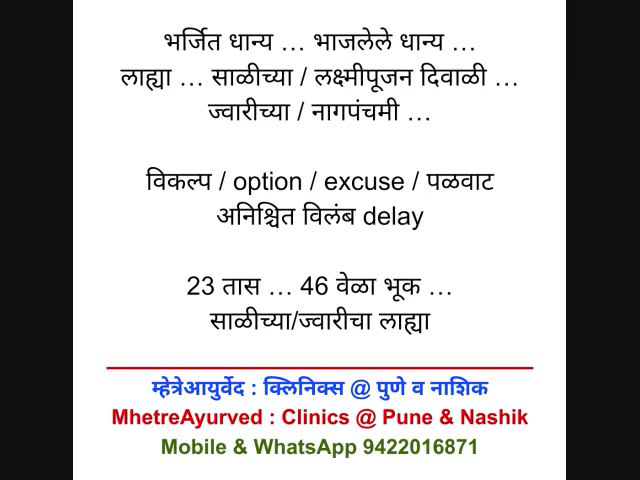 भर्जित धान्य ... भाजलेले धान्य ...
लाह्या ... साळीच्या / लक्ष्मीपूजन दिवाळी ...
ज्वारीच्या / नागपंचमी ...
विकल्प / option / excuse / पळवाट
अनिश्चित विलंब delay
23 तास ... 46 वेळा भूक ...
साळीच्या/ज्वारीचा लाह्या
म्हेत्रेआयुर्वेद : क्लिनिक्स @ पुणे व नाशिक
MhetreAyurved : Clinics @ Pune & Nashik
Mobile & WhatsApp 9422016871